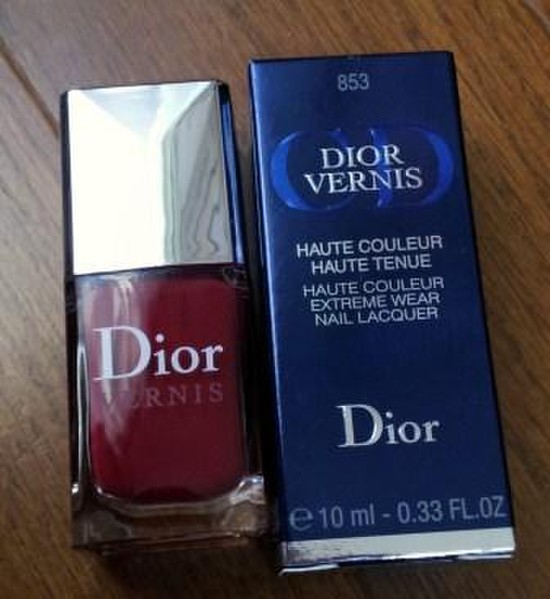 Dior
VERNIS
853
DIOR
VERNIS
HAUTE COULEUR
HAUTE TENUE
HAUTE COULEUR
EXTREME WEAR
NAIL LACQUER
Dior
℮ 10 ml - 0.33 FL.OZ